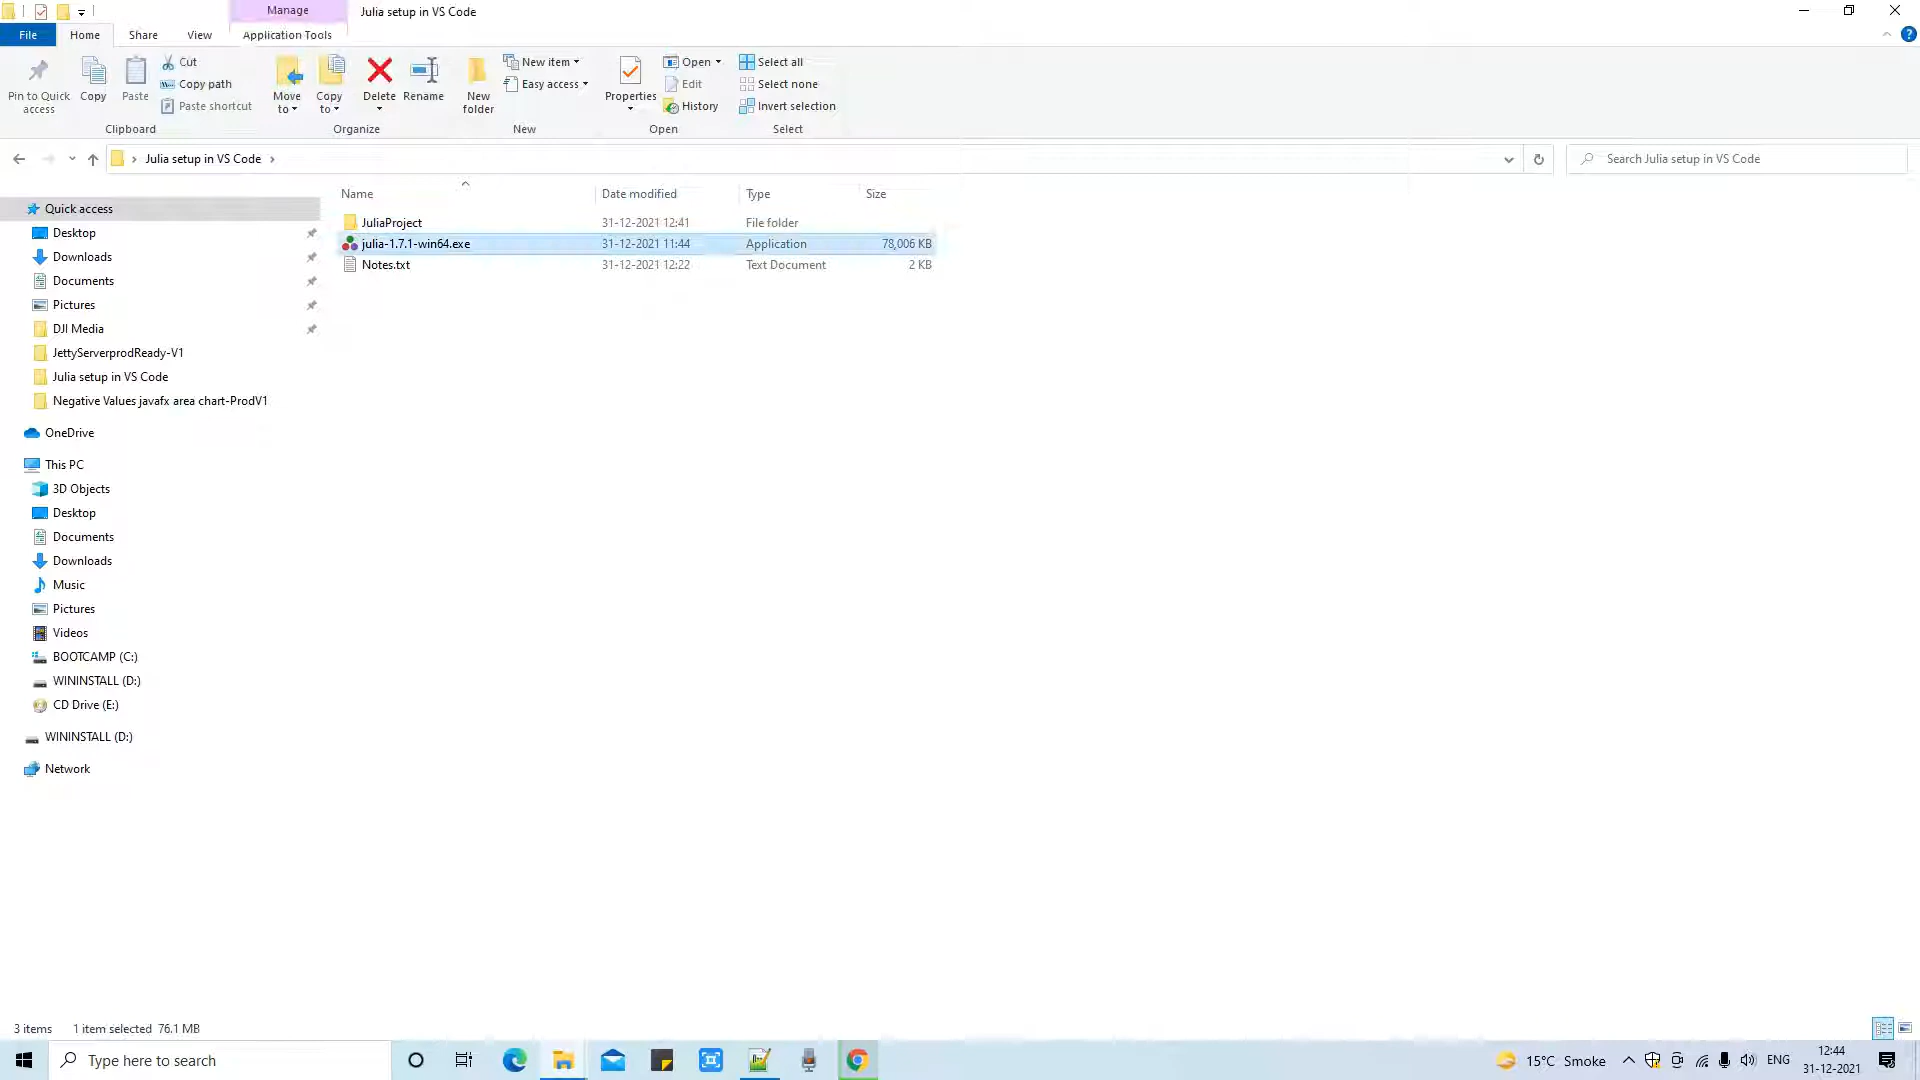 Manage
Julia setup in VS Code
File
Home
Share
View
Application Tools
Pin to Quick access
Copy
Paste
Cut
Copy path
Paste shortcut
Clipboard
Move to
Copy to
Delete
Rename
Organize
New folder
New item
Easy access
New
Properties
Open
Edit
History
Open
Select all
Select none
Invert selection
Select
Julia setup in VS Code
Search Julia setup in VS Code
Name
Date modified
Type
Size
JuliaProject 31-12-2021 12:41 File folder
julia-1.7.1-win64.exe 31-12-2021 11:44 Application 78,006 KB
Notes.txt 31-12-2021 12:22 Text Document 2 KB
Quick access
Desktop
Downloads
Documents
Pictures
DJI Media
JettyServerprodReady-V1
Julia setup in VS Code
Negative Values javafx area chart-ProdV1
OneDrive
This PC
3D Objects
Desktop
Documents
Downloads
Music
Pictures
Videos
BOOTCAMP (C:)
WININSTALL (D:)
CD Drive (E:)
WININSTALL (D:)
Network
3 items 1 item selected 76.1 MB
Type here to search
15°C Smoke
ENG
12:44
31-12-2021